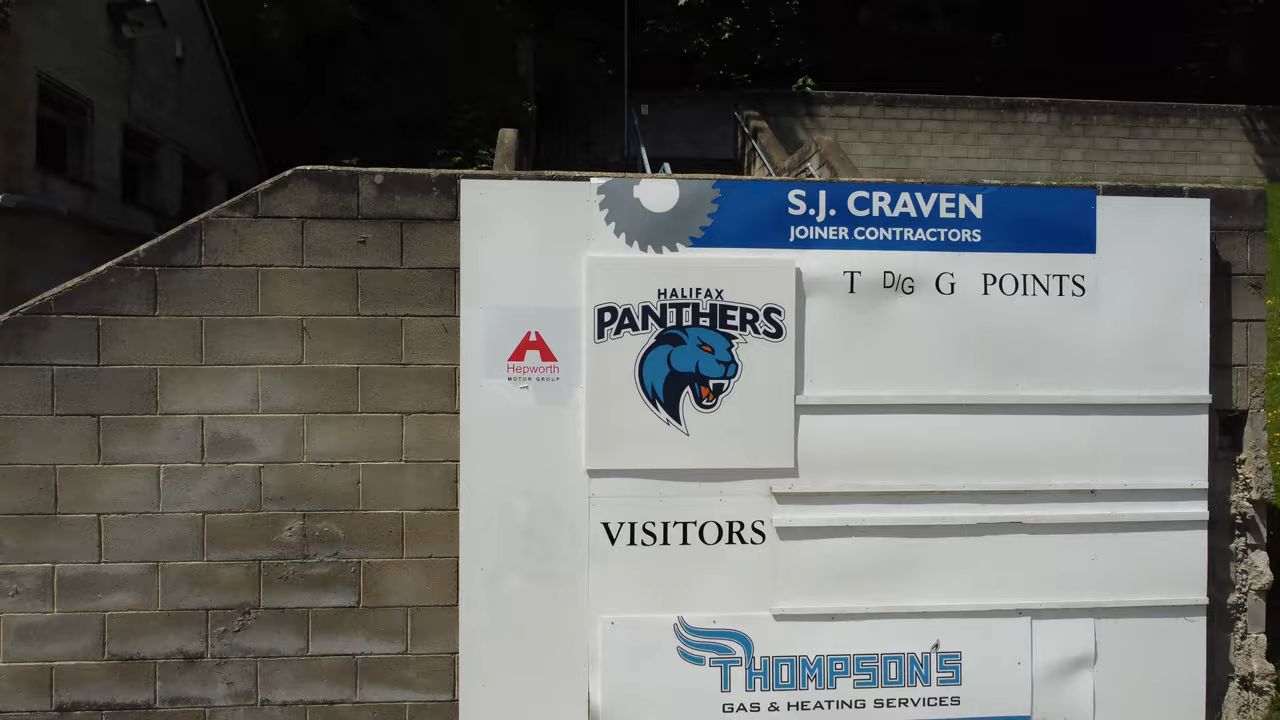 S.J. CRAVEN
JOINER CONTRACTORS
T D/G G POINTS
HALIFAX
PANTHERS
Hepworth
MOTOR GROUP
VISITORS
THOMPSON'S
GAS & HEATING SERVICES